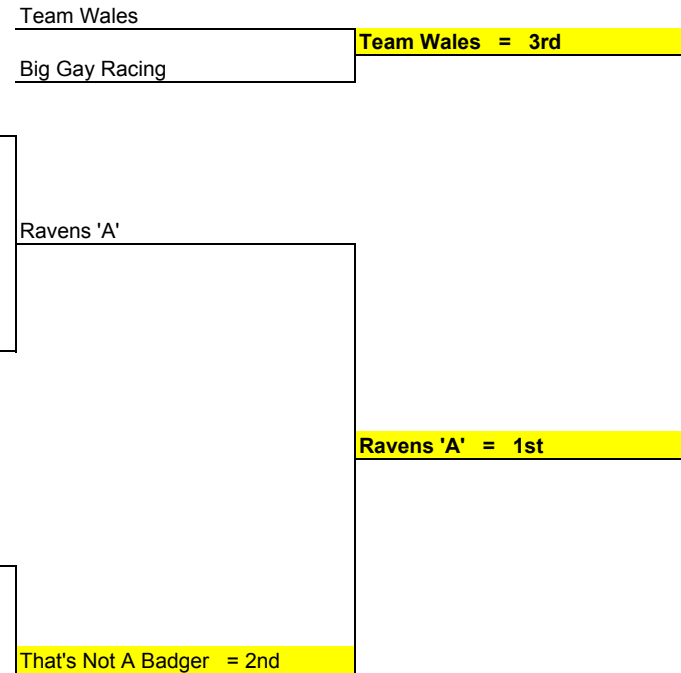 Team Wales
Team Wales = 3rd
Big Gay Racing
Ravens 'A'
Ravens 'A' = 1st
That's Not A Badger = 2nd